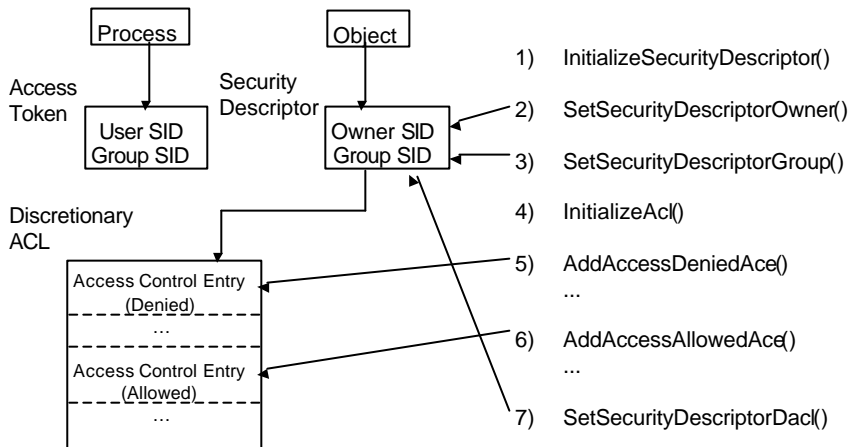 Process
Object
Access
Token
Security
Descriptor
User SID
Group SID
Owner SID
Group SID
Discretionary
ACL
Access Control Entry
(Denied)
...
Access Control Entry
(Allowed)
...
1) InitializeSecurityDescriptor()
2) SetSecurityDescriptorOwner()
3) SetSecurityDescriptorGroup()
4) InitializeAcl()
5) AddAccessDeniedAce()
...
6) AddAccessAllowedAce()
...
7) SetSecurityDescriptorDacl()